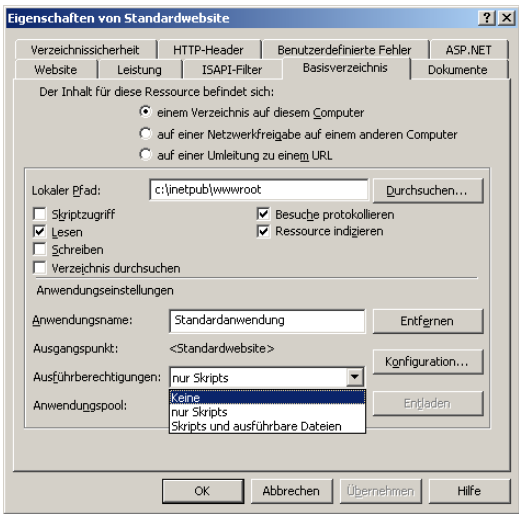 Eigenschaften von Standardwebsite
Verzeichnissicherheit HTTP-Header Benutzerdefinierte Fehler ASP.NET
Website Leistung ISAPI-Filter Basisverzeichnis Dokumente
Der Inhalt für diese Ressource befindet sich:
einem Verzeichnis auf diesem Computer
auf einer Netzwerkfreigabe auf einem anderen Computer
auf einer Umleitung zu einem URL
Lokaler Pfad: c:\inetpub\wwwroot Durchsuchen...
Skriptzugriff Besuche protokollieren
Lesen Ressource indizieren
Schreiben
Verzeichnis durchsuchen
Anwendungseinstellungen
Anwendungsname: Standardanwendung Entfernen
Ausgangspunkt: <Standardwebsite>
Konfiguration...
Ausführberechtigungen: nur Skripts
Keine
Anwendungspool: nur Skripts Entladen
Skripts und ausführbare Dateien
OK Abbrechen Übernehmen Hilfe